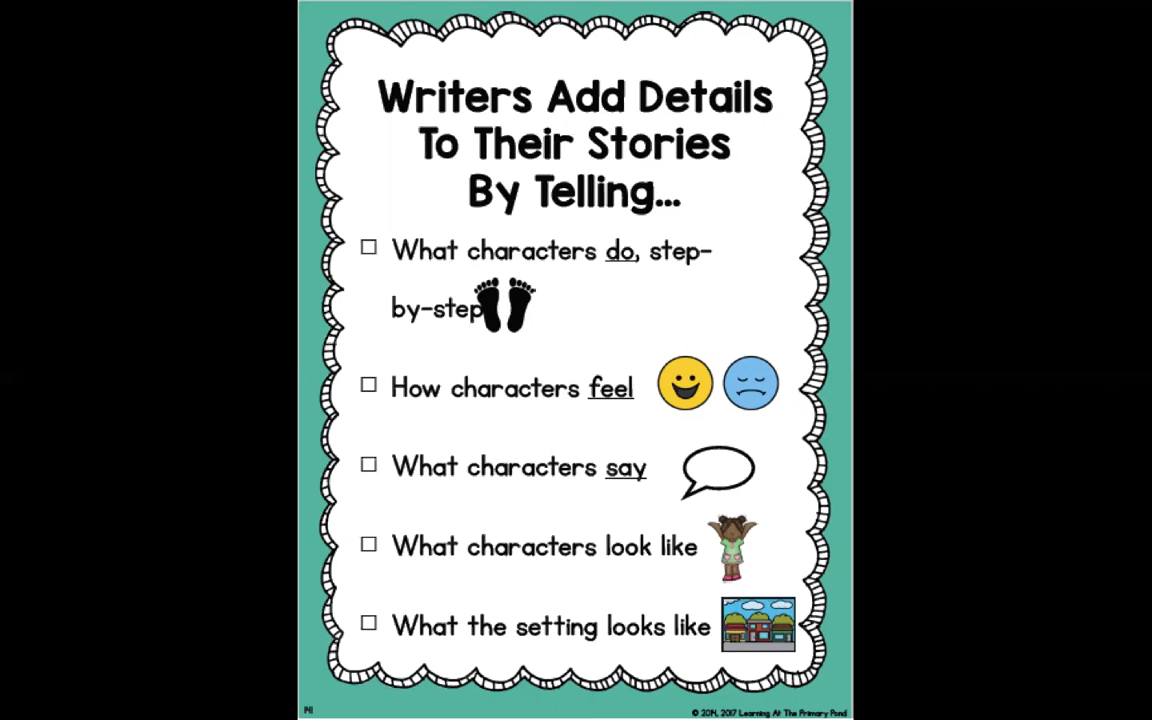 Writers Add Details
To Their Stories
By Telling...
What characters do, step-
by-step
How characters feel
What characters say
What characters look like
What the setting looks like
© 2014, 2017 Learning At The Primary Pond